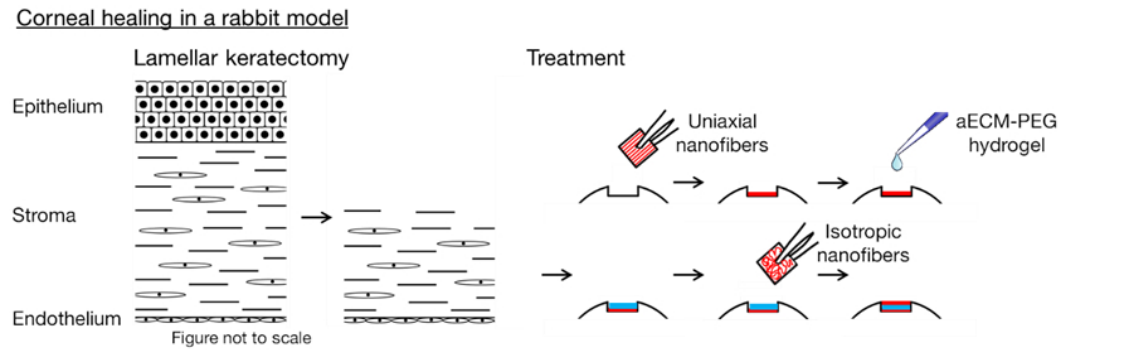 Corneal healing in a rabbit model
Lamellar keratectomy
Treatment
Epithelium
Uniaxial
nanofibers
aECM-PEG
hydrogel
Stroma
Isotropic
nanofibers
Endothelium
Figure not to scale